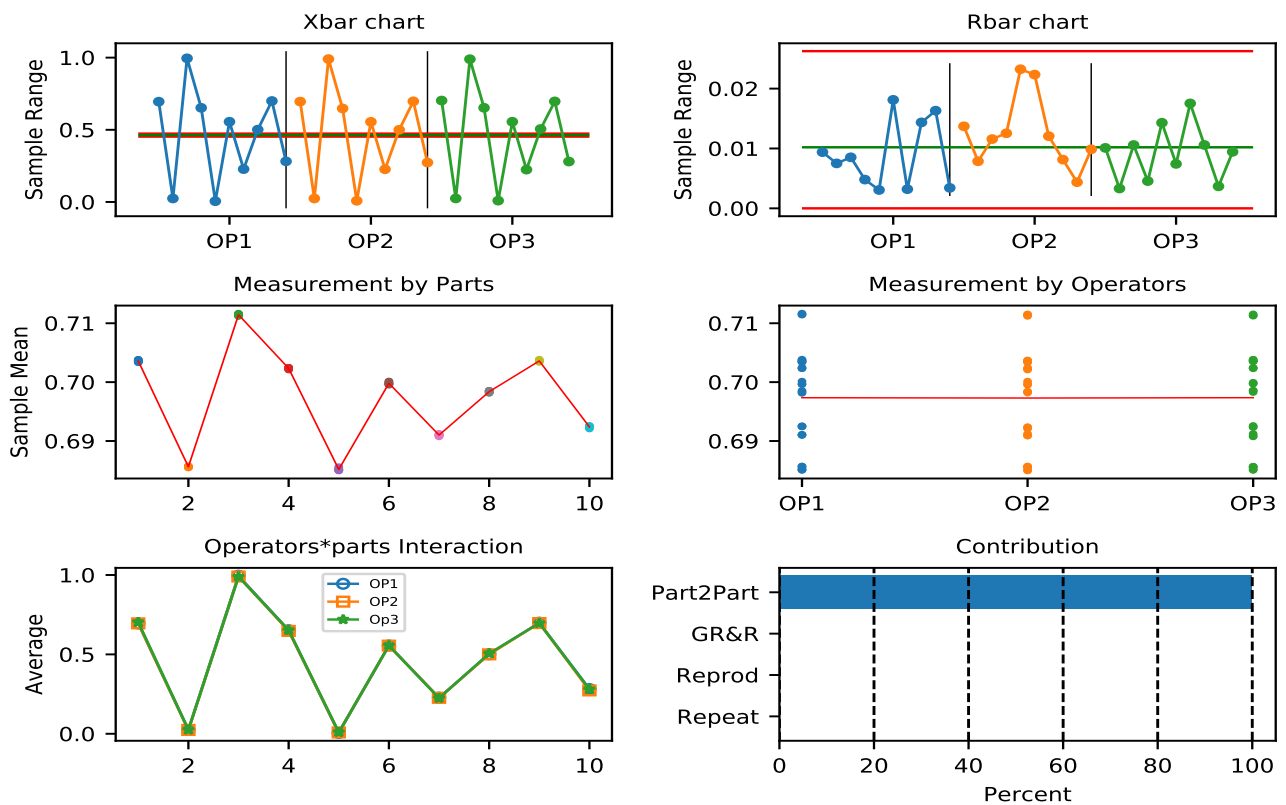 Xbar chart
Sample Range
1.0
0.5
0.0
OP1 OP2 OP3
Rbar chart
Sample Range
0.02
0.01
0.00
OP1 OP2 OP3
Measurement by Parts
Sample Mean
0.71
0.70
0.69
2 4 6 8 10
Measurement by Operators
0.71
0.70
0.69
OP1 OP2 OP3
Operators*parts Interaction
Average
1.0
0.5
0.0
OP1
OP2
Op3
2 4 6 8 10
Contribution
Part2Part
GR&R
Reprod
Repeat
0 20 40 60 80 100
Percent